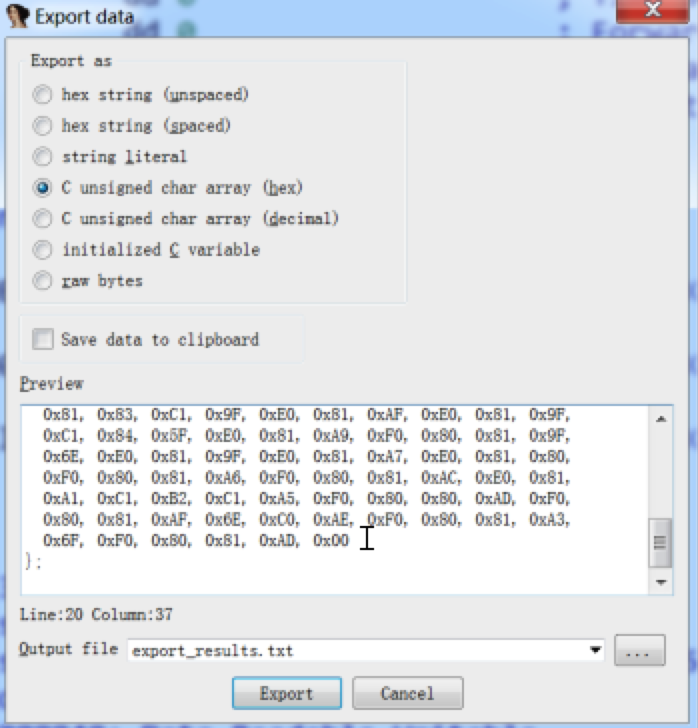 Export data
Export as
hex string (unspaced)
hex string (spaced)
string literal
C unsigned char array (hex)
C unsigned char array (decimal)
initialized C variable
raw bytes
Save data to clipboard
Preview
0x81, 0x83, 0xC1, 0x9F, 0xE0, 0x81, 0xAF, 0xE0, 0x81, 0x9F,
0xC1, 0x84, 0x5F, 0xE0, 0x81, 0xA9, 0xF0, 0x80, 0x81, 0x9F,
0x6E, 0xE0, 0x81, 0x9F, 0xE0, 0x81, 0xA7, 0xE0, 0x81, 0x80,
0xF0, 0x80, 0x81, 0xA6, 0xF0, 0x80, 0x81, 0xAC, 0xE0, 0x81,
0xA1, 0xC1, 0xB2, 0xC1, 0xA5, 0xF0, 0x80, 0x80, 0xAD, 0xF0,
0x80, 0x81, 0xAF, 0x6E, 0xC0, 0xAE, 0xF0, 0x80, 0x81, 0xA3,
0x6F, 0xF0, 0x80, 0x81, 0xAD, 0x00
};
Line:20 Column:37
Output file export_results.txt
...
Export Cancel